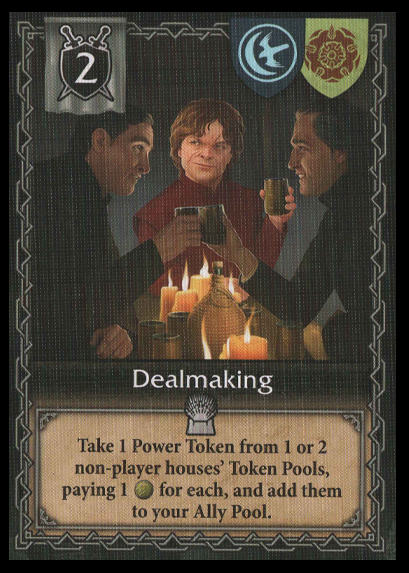 2
Dealmaking
Take 1 Power Token from 1 or 2
non-player houses' Token Pools,
paying 1 for each, and add them
to your Ally Pool.